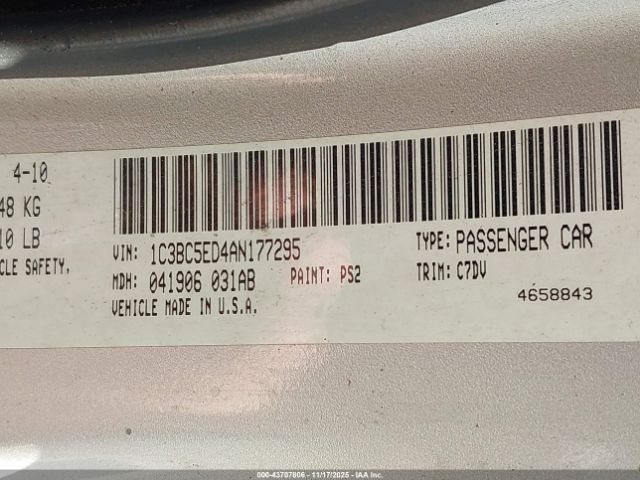 4-10
48 KG
10 LB
CLE SAFETY,
VIN: 1C3BC5ED4AN177295
TYPE: PASSENGER CAR
MDH: 041906 031AB
PAINT: PS2
TRIM: C7DV
VEHICLE MADE IN U.S.A.
4658843
000-43707806 - 11/17/2025 - IAA Inc.